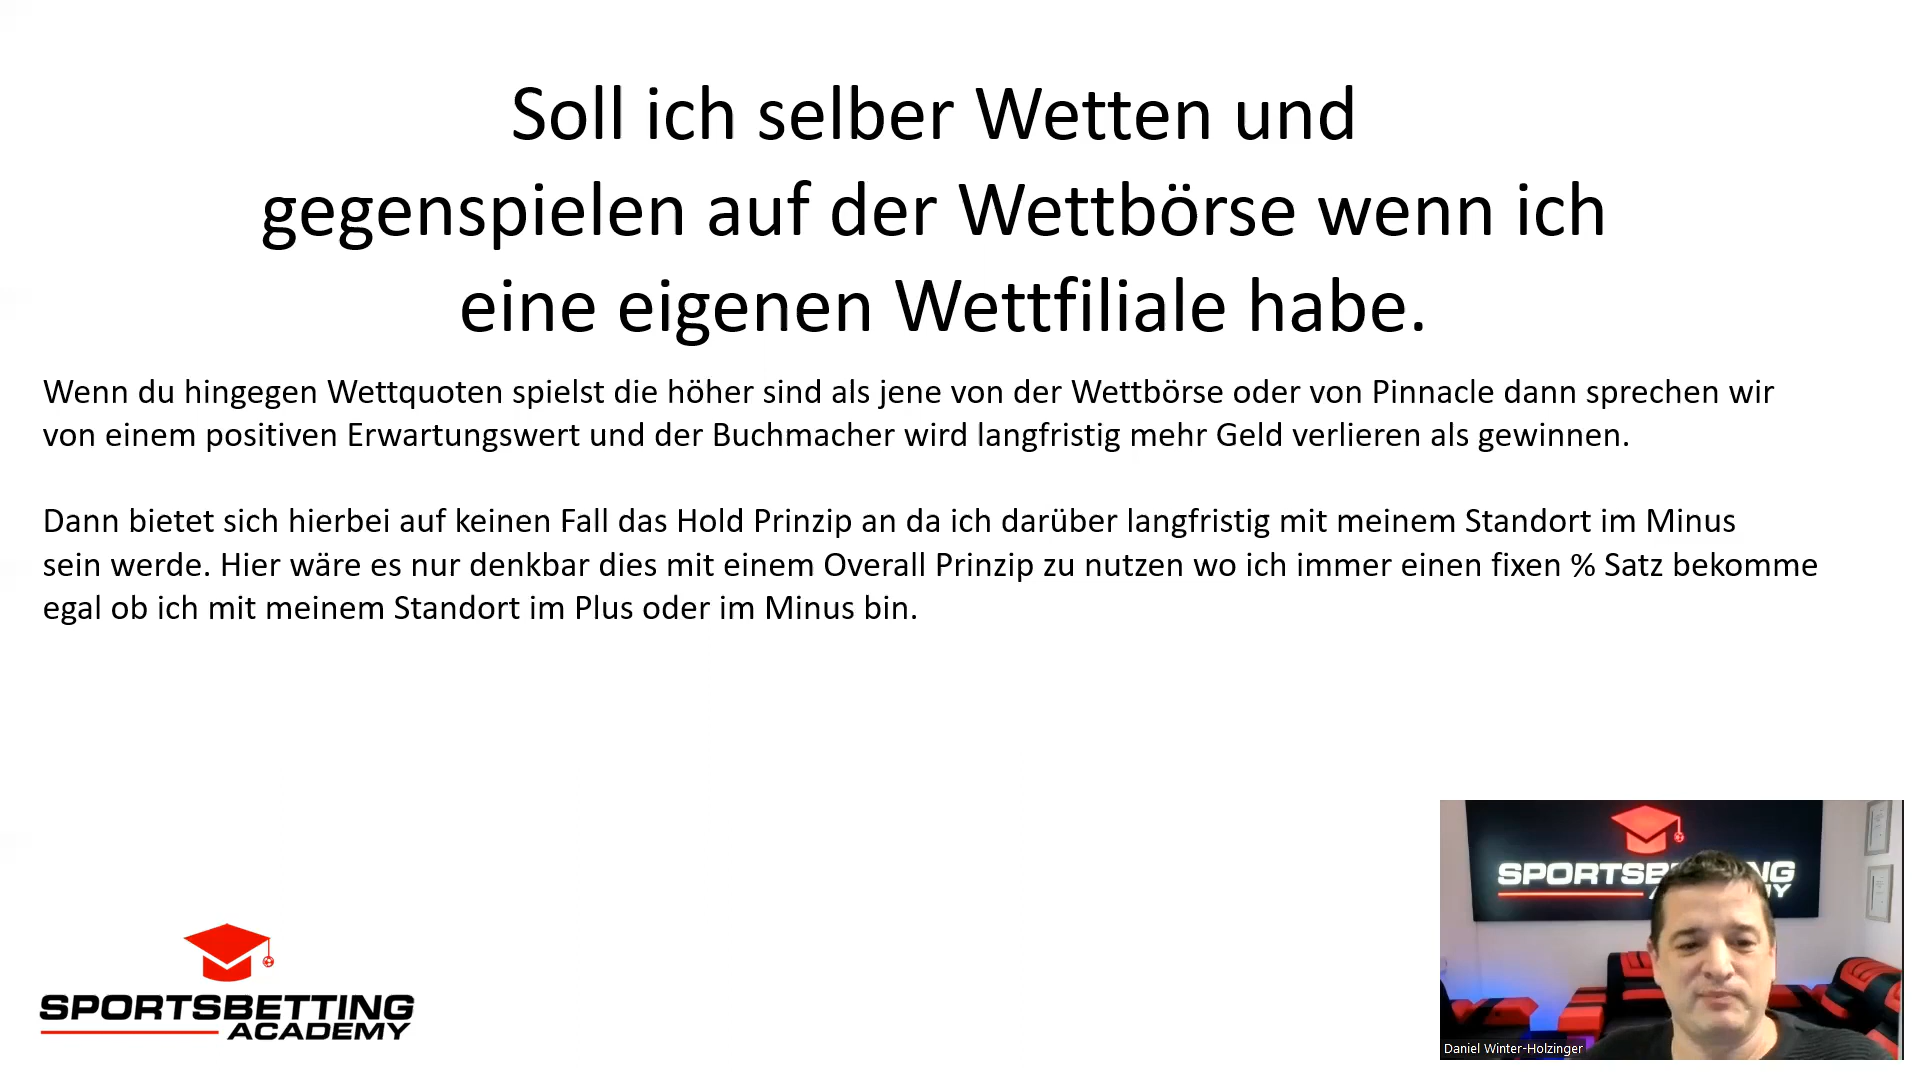 Soll ich selber Wetten und
gegenspielen auf der Wettbörse wenn ich
eine eigenen Wettfiliale habe.
Wenn du hingegen Wettquoten spielst die höher sind als jene von der Wettbörse oder von Pinnacle dann sprechen wir
von einem positiven Erwartungswert und der Buchmacher wird langfristig mehr Geld verlieren als gewinnen.
Dann bietet sich hierbei auf keinen Fall das Hold Prinzip an da ich darüber langfristig mit meinem Standort im Minus
sein werde. Hier wäre es nur denkbar dies mit einem Overall Prinzip zu nutzen wo ich immer einen fixen % Satz bekomme
egal ob ich mit meinem Standort im Plus oder im Minus bin.
SPORTSBETTING
ACADEMY
SPORTSBE NG
MY
Daniel Winter-Holzinger